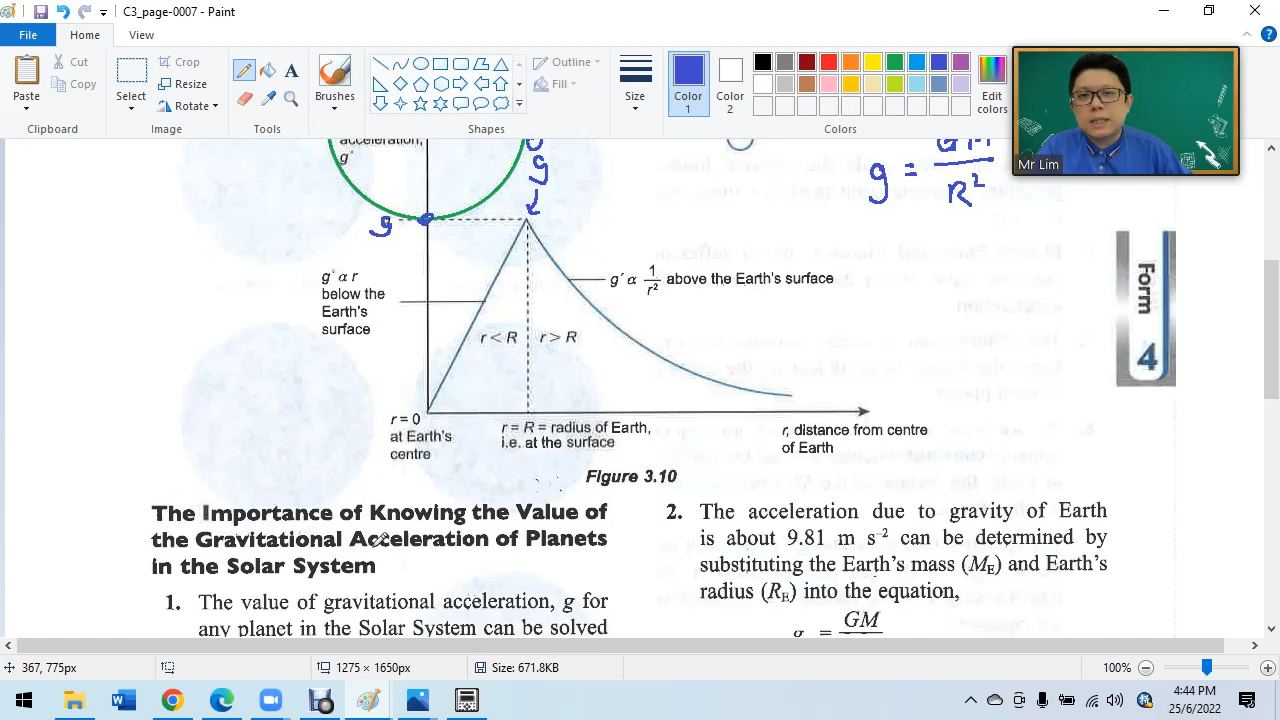 C3_page-0007 - Paint
File
Home
View
Paste
Cut
Copy
Clipboard
Select
Crop
Resize
Rotate
Image
A
Tools
Brushes
Outline
Fill
Shapes
Size
Color 1
Color 2
Edit colors
Colors
Mr Lim
acceleration,
g'
g
g
g = GM / R²
g' α r
below the
Earth's
surface
g' α 1/r² above the Earth's surface
r < R
r > R
r = 0
at Earth's
centre
r = R = radius of Earth,
i.e. at the surface
r, distance from centre
of Earth
Figure 3.10
Form 4
The Importance of Knowing the Value of
the Gravitational Acceleration of Planets
in the Solar System
1. The value of gravitational acceleration, g for
any planet in the Solar System can be solved
2. The acceleration due to gravity of Earth
is about 9.81 m s⁻² can be determined by
substituting the Earth's mass (M_E) and Earth's
radius (R_E) into the equation,
g = GM
367, 775px
1275 × 1650px
Size: 671.8KB
100%
4:44 PM
25/6/2022